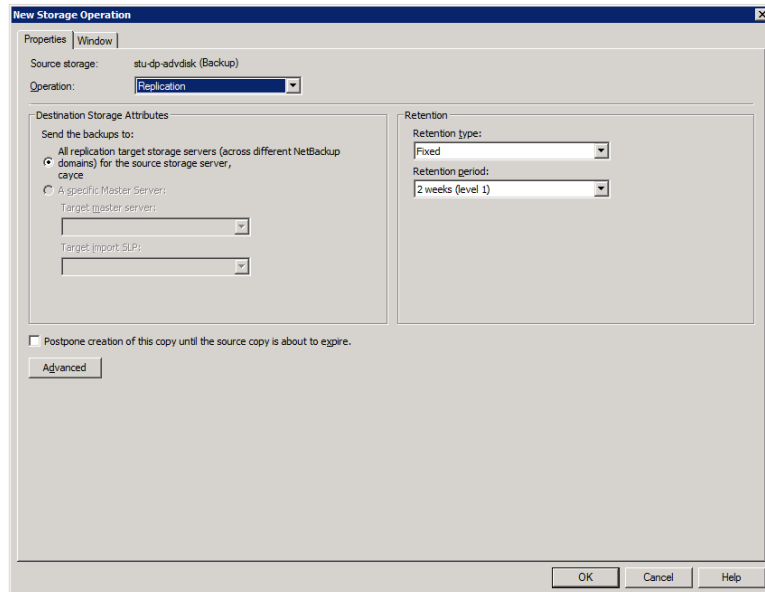 New Storage Operation
Properties
Window
Source storage:
stu-dp-advdisk (Backup)
Operation:
Replication
Destination Storage Attributes
Send the backups to:
All replication target storage servers (across different NetBackup
domains) for the source storage server,
cayce
A specific Master Server:
Target master server:
Target import SLP:
Retention
Retention type:
Fixed
Retention period:
2 weeks (level 1)
Postpone creation of this copy until the source copy is about to expire.
Advanced
OK
Cancel
Help